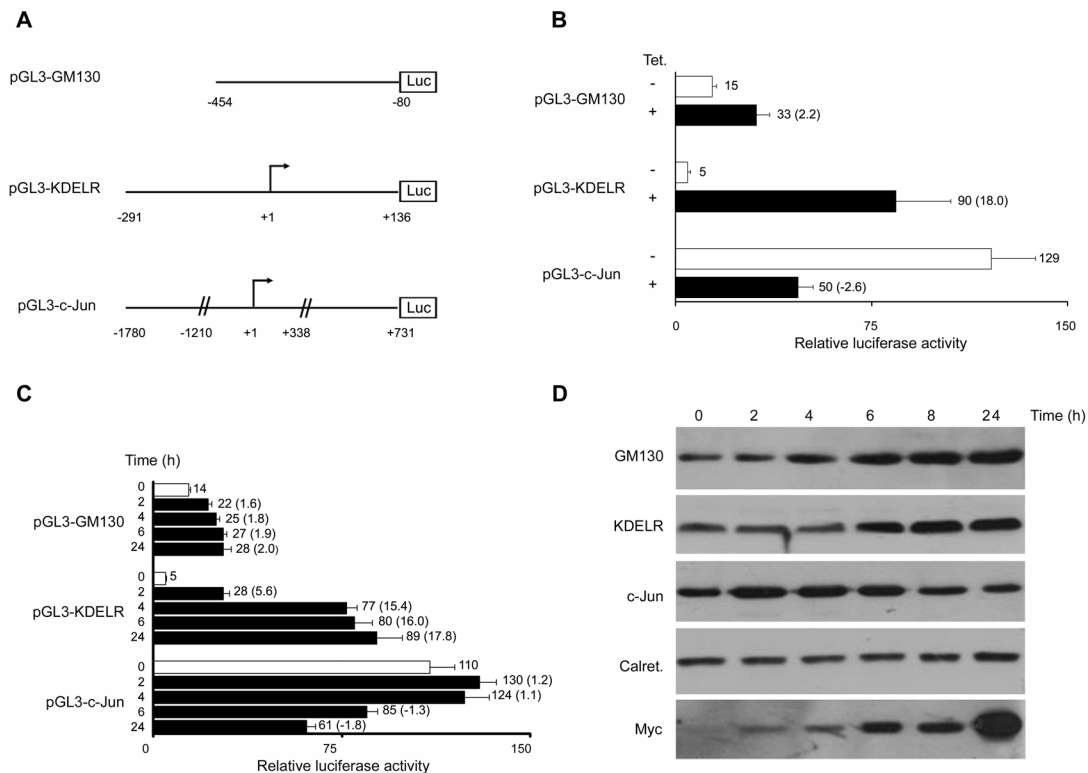 A
pGL3-GM130
Luc
-454
-80
pGL3-KDELR
Luc
-291
+1
+136
pGL3-c-Jun
Luc
-1780
-1210
+1
+338
+731
B
Tet.
pGL3-GM130
-
15
+
33 (2.2)
pGL3-KDELR
-
5
+
90 (18.0)
pGL3-c-Jun
-
129
+
50 (-2.6)
0
75
150
Relative luciferase activity
C
Time (h)
pGL3-GM130
0
14
2
22 (1.6)
4
25 (1.8)
6
27 (1.9)
24
28 (2.0)
pGL3-KDELR
0
5
2
28 (5.6)
4
77 (15.4)
6
80 (16.0)
24
89 (17.8)
pGL3-c-Jun
0
110
2
130 (1.2)
4
124 (1.1)
6
85 (-1.3)
24
61 (-1.8)
0
75
150
Relative luciferase activity
D
0 2 4 6 8 24 Time (h)
GM130
KDELR
c-Jun
Calret.
Myc